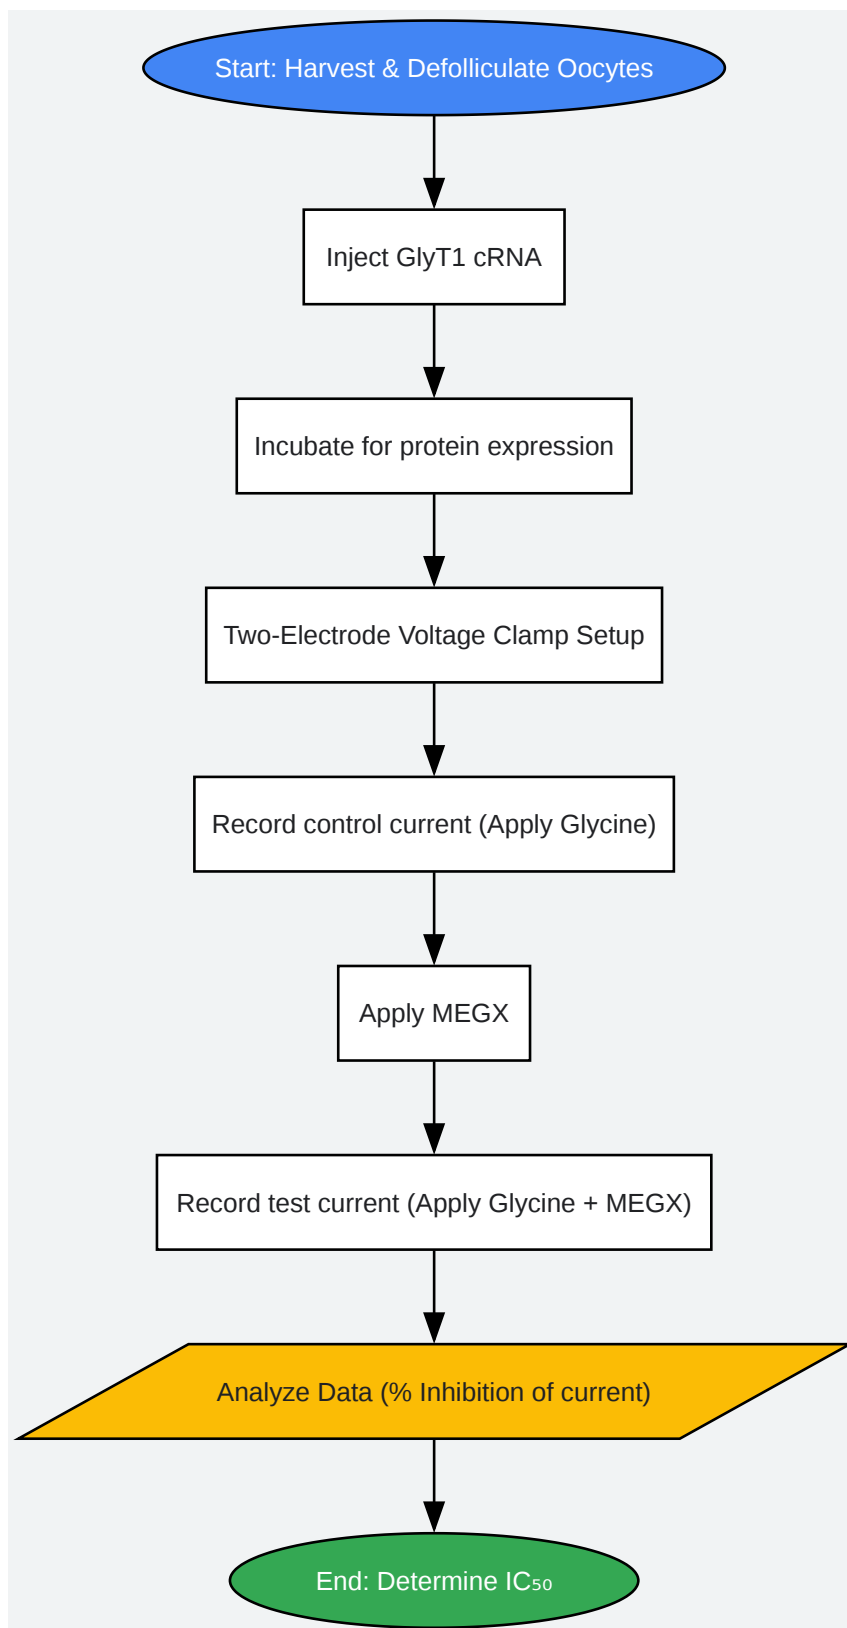 Start: Harvest & Defolliculate Oocytes
Inject GlyT1 cRNA
Incubate for protein expression
Two-Electrode Voltage Clamp Setup
Record control current (Apply Glycine)
Apply MEGX
Record test current (Apply Glycine + MEGX)
Analyze Data (% Inhibition of current)
End: Determine IC₅₀